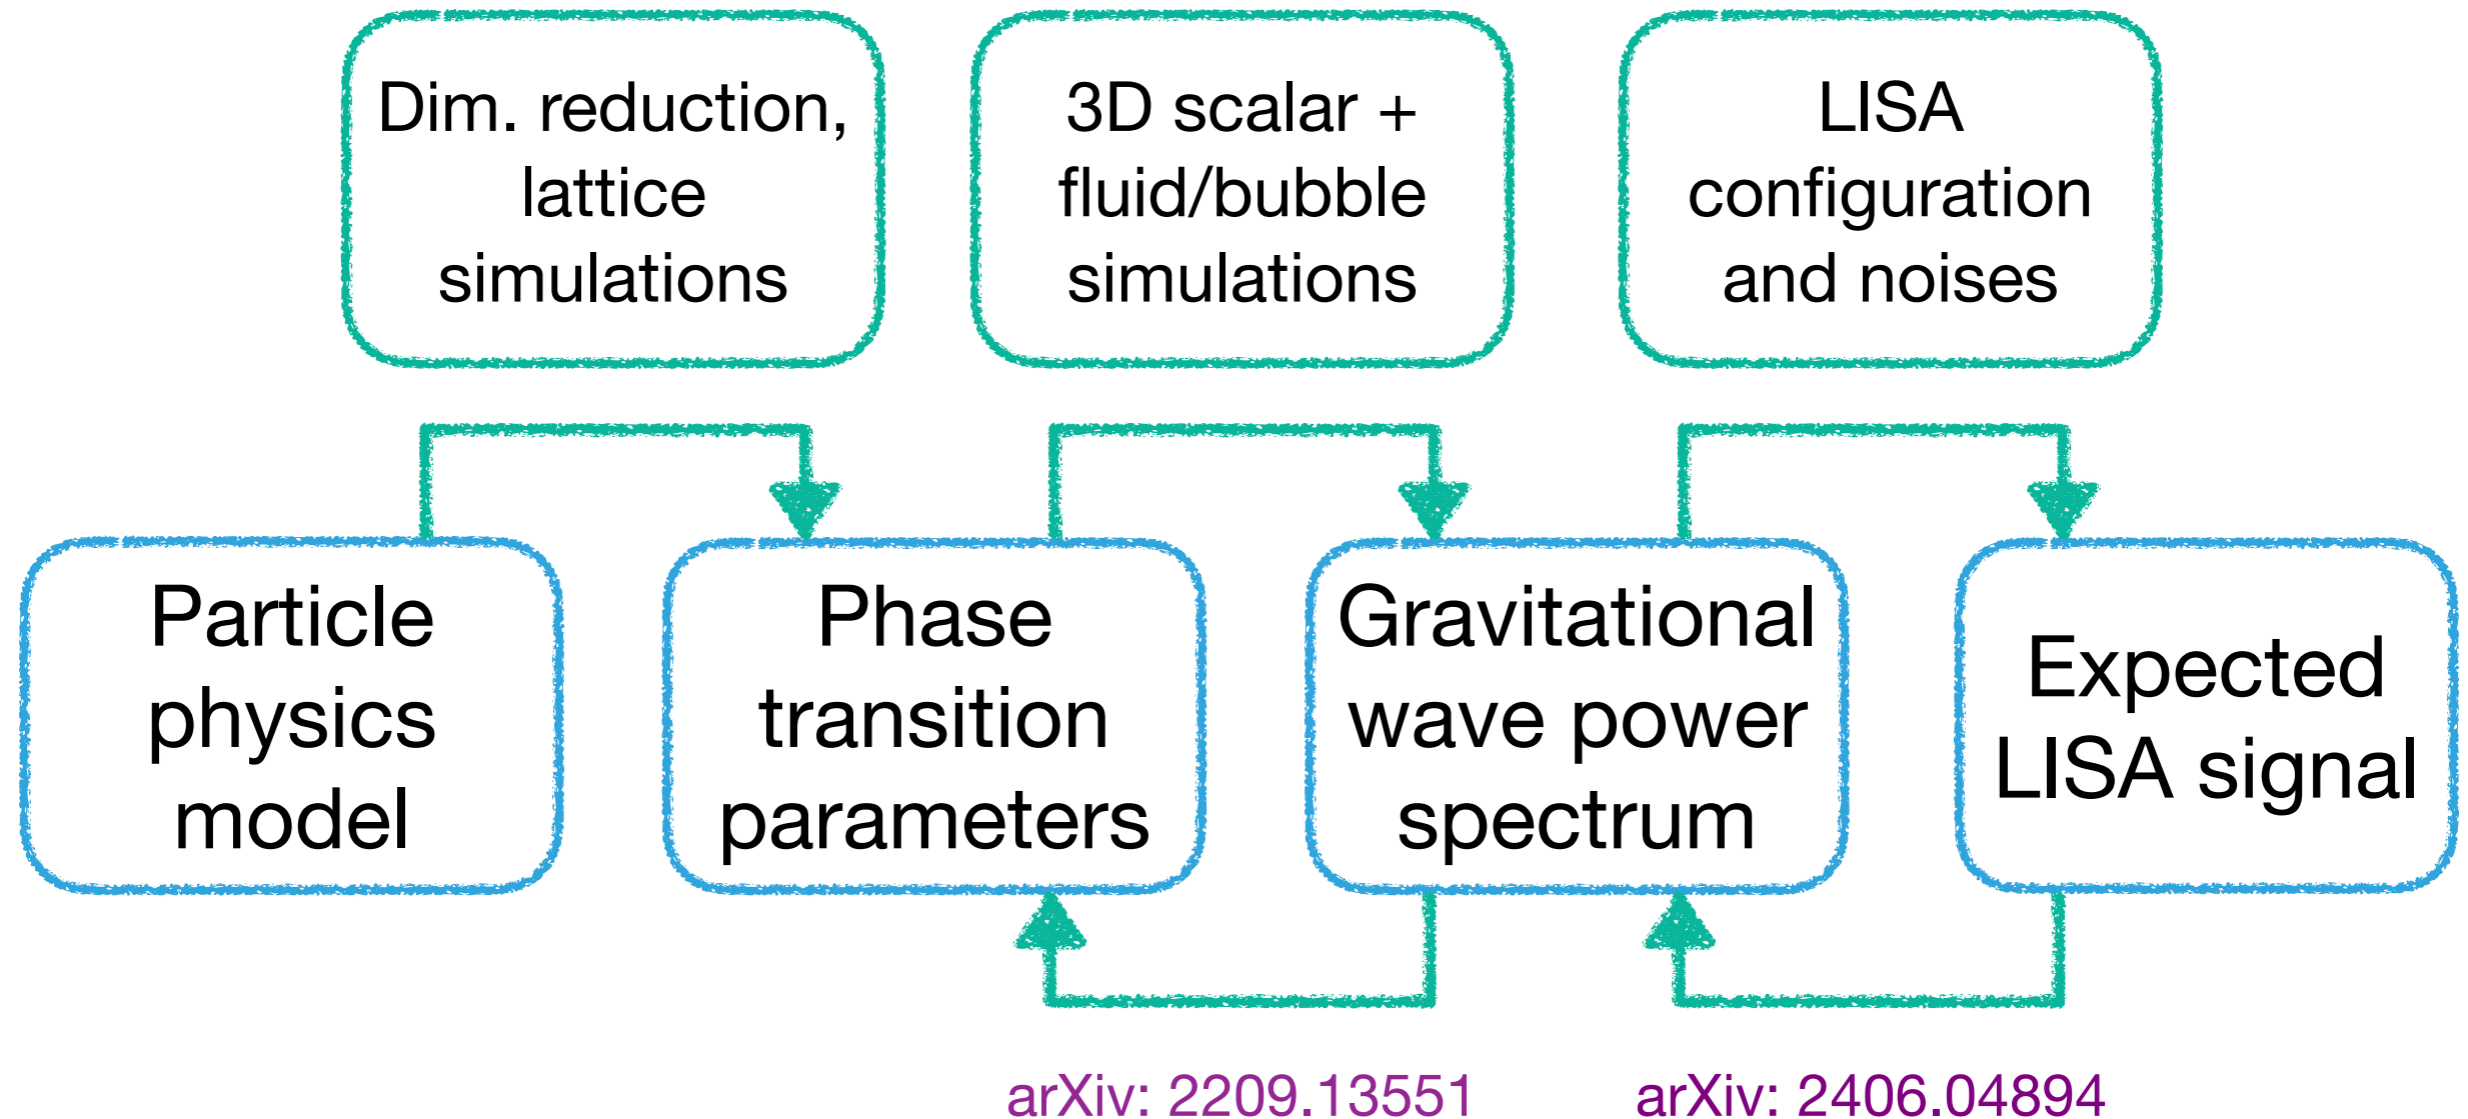 Dim. reduction,
lattice
simulations
3D scalar +
fluid/bubble
simulations
LISA
configuration
and noises
Particle
physics
model
Phase
transition
parameters
Gravitational
wave power
spectrum
Expected
LISA signal
arXiv: 2209.13551
arXiv: 2406.04894